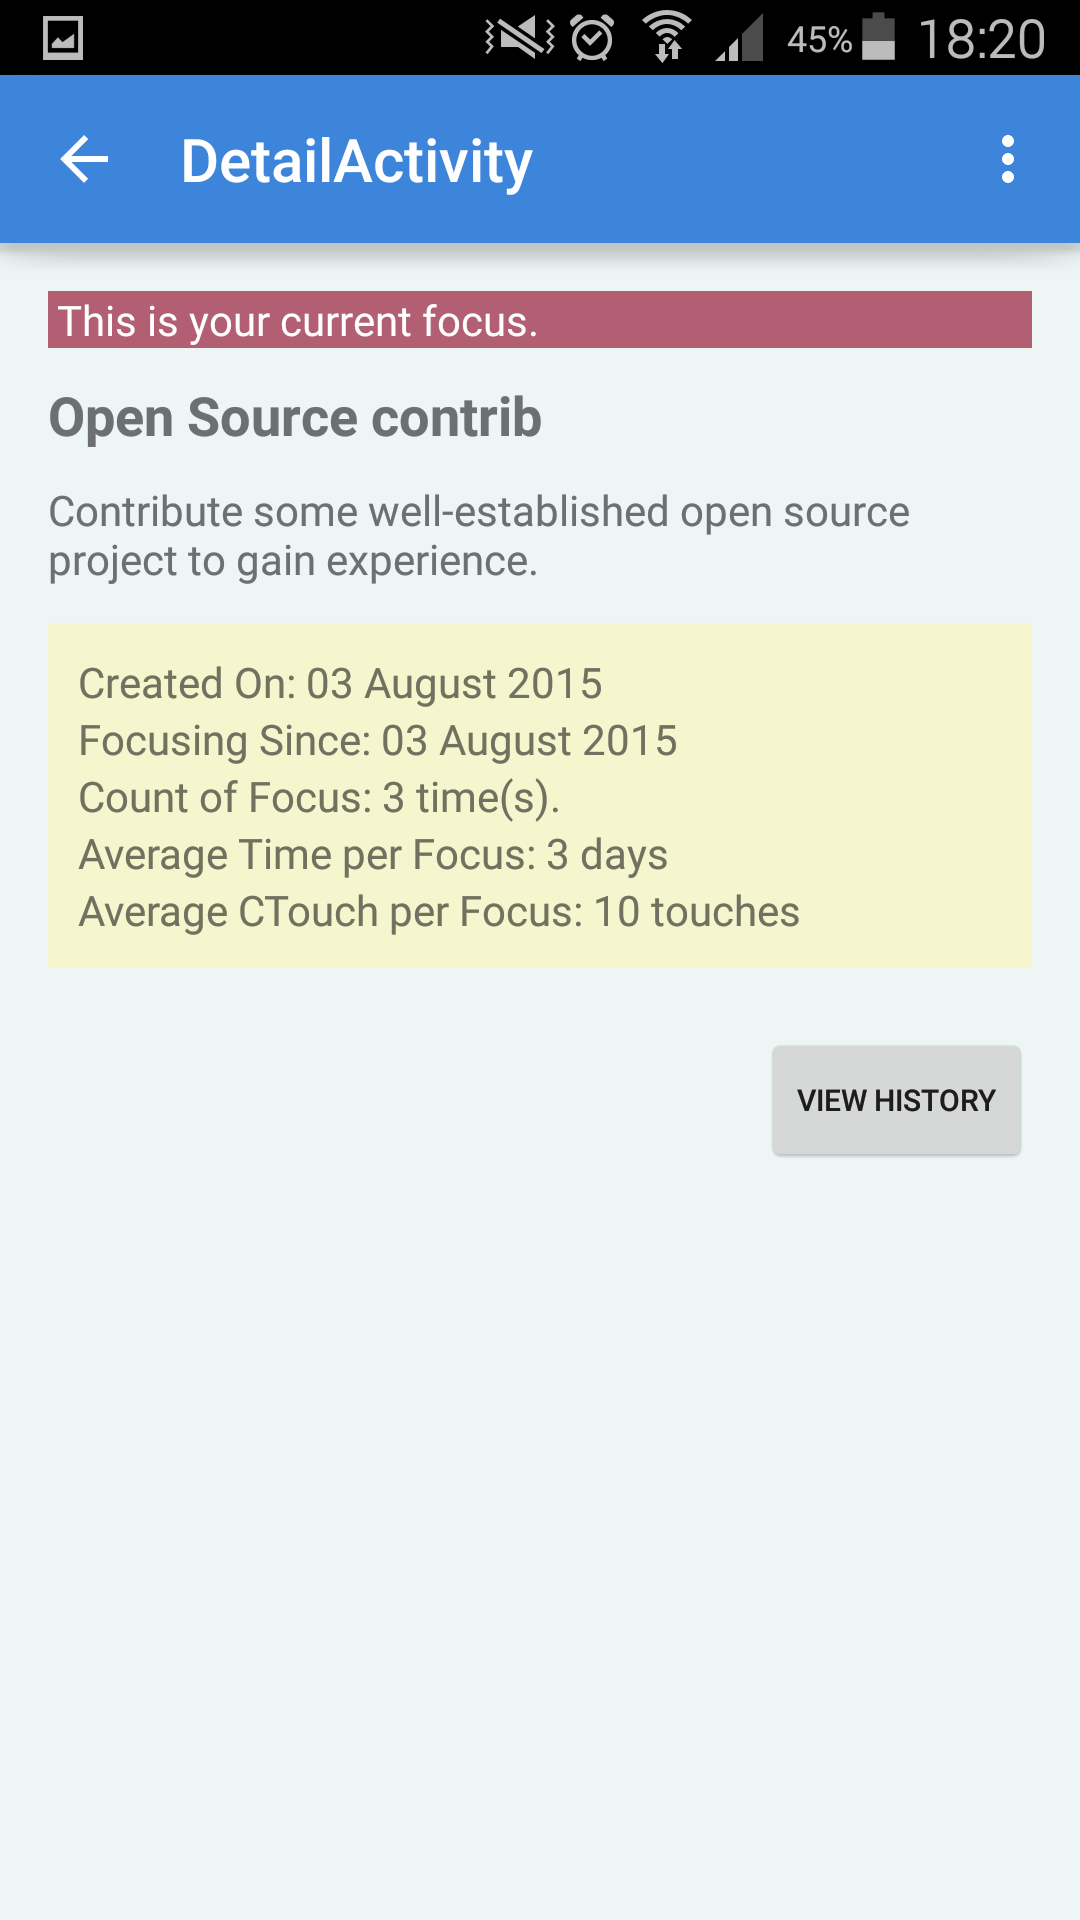 45% 18:20
DetailActivity
This is your current focus.
Open Source contrib
Contribute some well-established open source
project to gain experience.
Created On: 03 August 2015
Focusing Since: 03 August 2015
Count of Focus: 3 time(s).
Average Time per Focus: 3 days
Average CTouch per Focus: 10 touches
VIEW HISTORY